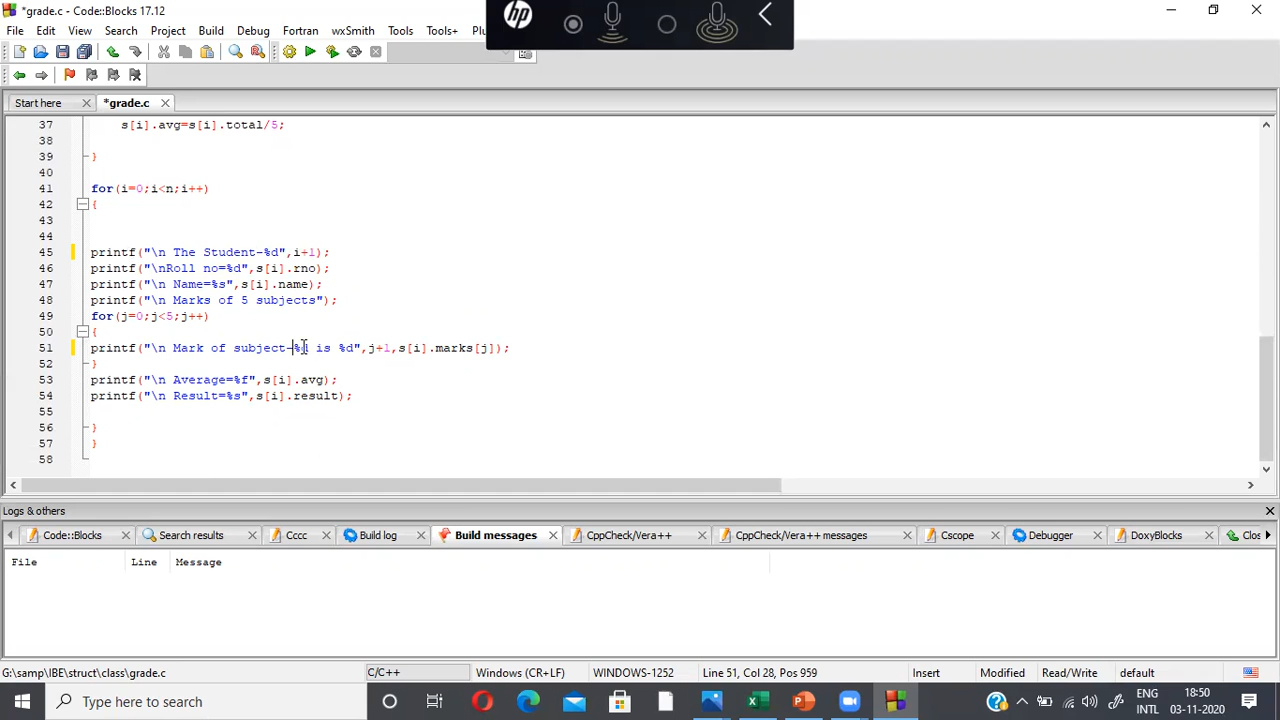 *grade.c - Code::Blocks 17.12
hp
File Edit View Search Project Build Debug Fortran wxSmith Tools Tools+
Start here *grade.c
37 s[i].avg=s[i].total/5;
38
39 }
40
41 for(i=0;i<n;i++)
42 {
43
44
45 printf("\n The Student-%d",i+1);
46 printf("\nRoll no=%d",s[i].rno);
47 printf("\n Name=%s",s[i].name);
48 printf("\n Marks of 5 subjects");
49 for(j=0;j<5;j++)
50 {
51 printf("\n Mark of subject-%d is %d",j+1,s[i].marks[j]);
52 }
53 printf("\n Average=%f",s[i].avg);
54 printf("\n Result=%s",s[i].result);
55
56 }
57 }
58
Logs & others
Code::Blocks Search results Cccc Build log Build messages CppCheck/Vera++ CppCheck/Vera++ messages Cscope Debugger DoxyBlocks Clos
File Line Message
G:\samp\IBE\struct\class\grade.c C/C++ Windows (CR+LF) WINDOWS-1252 Line 51, Col 28, Pos 959 Insert Modified Read/Write default
Type here to search
ENG
INTL
18:50
03-11-2020